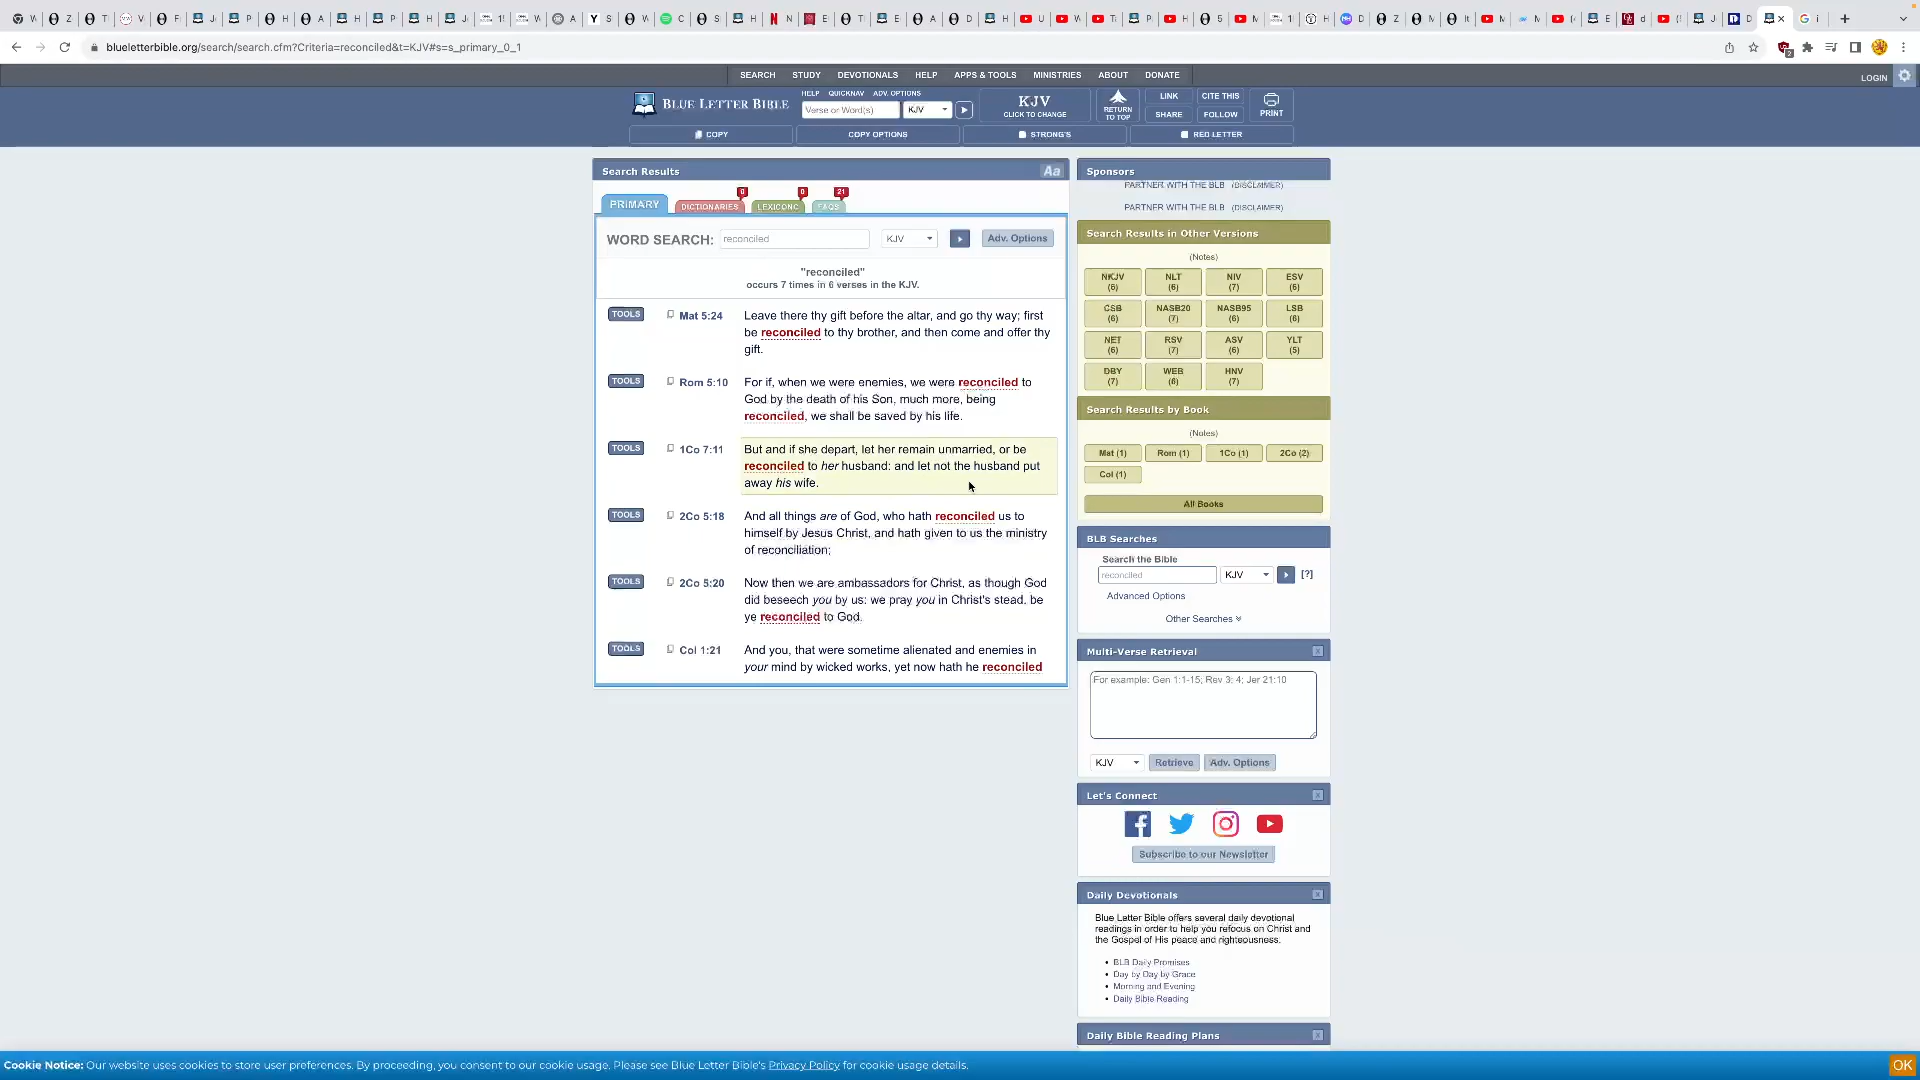 blueletterbible.org/search/search.cfm?Criteria=reconciled&t=KJV#s=s_primary_0_1
SEARCH STUDY DEVOTIONALS HELP APPS & TOOLS MINISTRIES ABOUT DONATE
LOGIN
BLUE LETTER BIBLE
HELP QUICKNAV ADV. OPTIONS
Verse or Word(s) KJV
KJV
CLICK TO CHANGE
RETURN
TO TOP
LINK CITE THIS
SHARE FOLLOW
PRINT
COPY COPY OPTIONS STRONG'S RED LETTER
Search Results Aa
0 0 21
PRIMARY DICTIONARIES LEXICONC FAQS
WORD SEARCH: reconciled KJV Adv. Options
"reconciled"
occurs 7 times in 6 verses in the KJV.
TOOLS Mat 5:24 Leave there thy gift before the altar, and go thy way; first
be reconciled to thy brother, and then come and offer thy
gift.
TOOLS Rom 5:10 For if, when we were enemies, we were reconciled to
God by the death of his Son, much more, being
reconciled, we shall be saved by his life.
TOOLS 1Co 7:11 But and if she depart, let her remain unmarried, or be
reconciled to her husband: and let not the husband put
away his wife.
TOOLS 2Co 5:18 And all things are of God, who hath reconciled us to
himself by Jesus Christ, and hath given to us the ministry
of reconciliation;
TOOLS 2Co 5:20 Now then we are ambassadors for Christ, as though God
did beseech you by us: we pray you in Christ's stead, be
ye reconciled to God.
TOOLS Col 1:21 And you, that were sometime alienated and enemies in
your mind by wicked works, yet now hath he reconciled
Sponsors
PARTNER WITH THE BLB (DISCLAIMER)
PARTNER WITH THE BLB (DISCLAIMER)
Search Results in Other Versions
(Notes)
NKJV NLT NIV ESV
(6) (6) (7) (6)
CSB NASB20 NASB95 LSB
(6) (7) (6) (6)
NET RSV ASV YLT
(6) (7) (6) (5)
DBY WEB HNV
(7) (6) (7)
Search Results by Book
(Notes)
Mat (1) Rom (1) 1Co (1) 2Co (2)
Col (1)
All Books
BLB Searches
Search the Bible
reconciled KJV [?]
Advanced Options
Other Searches
Multi-Verse Retrieval x
For example: Gen 1:1-15; Rev 3: 4; Jer 21:10
KJV Retrieve Adv. Options
Let's Connect x
Subscribe to our Newsletter
Daily Devotionals x
Blue Letter Bible offers several daily devotional
readings in order to help you refocus on Christ and
the Gospel of His peace and righteousness.
• BLB Daily Promises
• Day by Day by Grace
• Morning and Evening
• Daily Bible Reading
Daily Bible Reading Plans x
Cookie Notice: Our website uses cookies to store user preferences. By proceeding, you consent to our cookie usage. Please see Blue Letter Bible's Privacy Policy for cookie usage details. OK